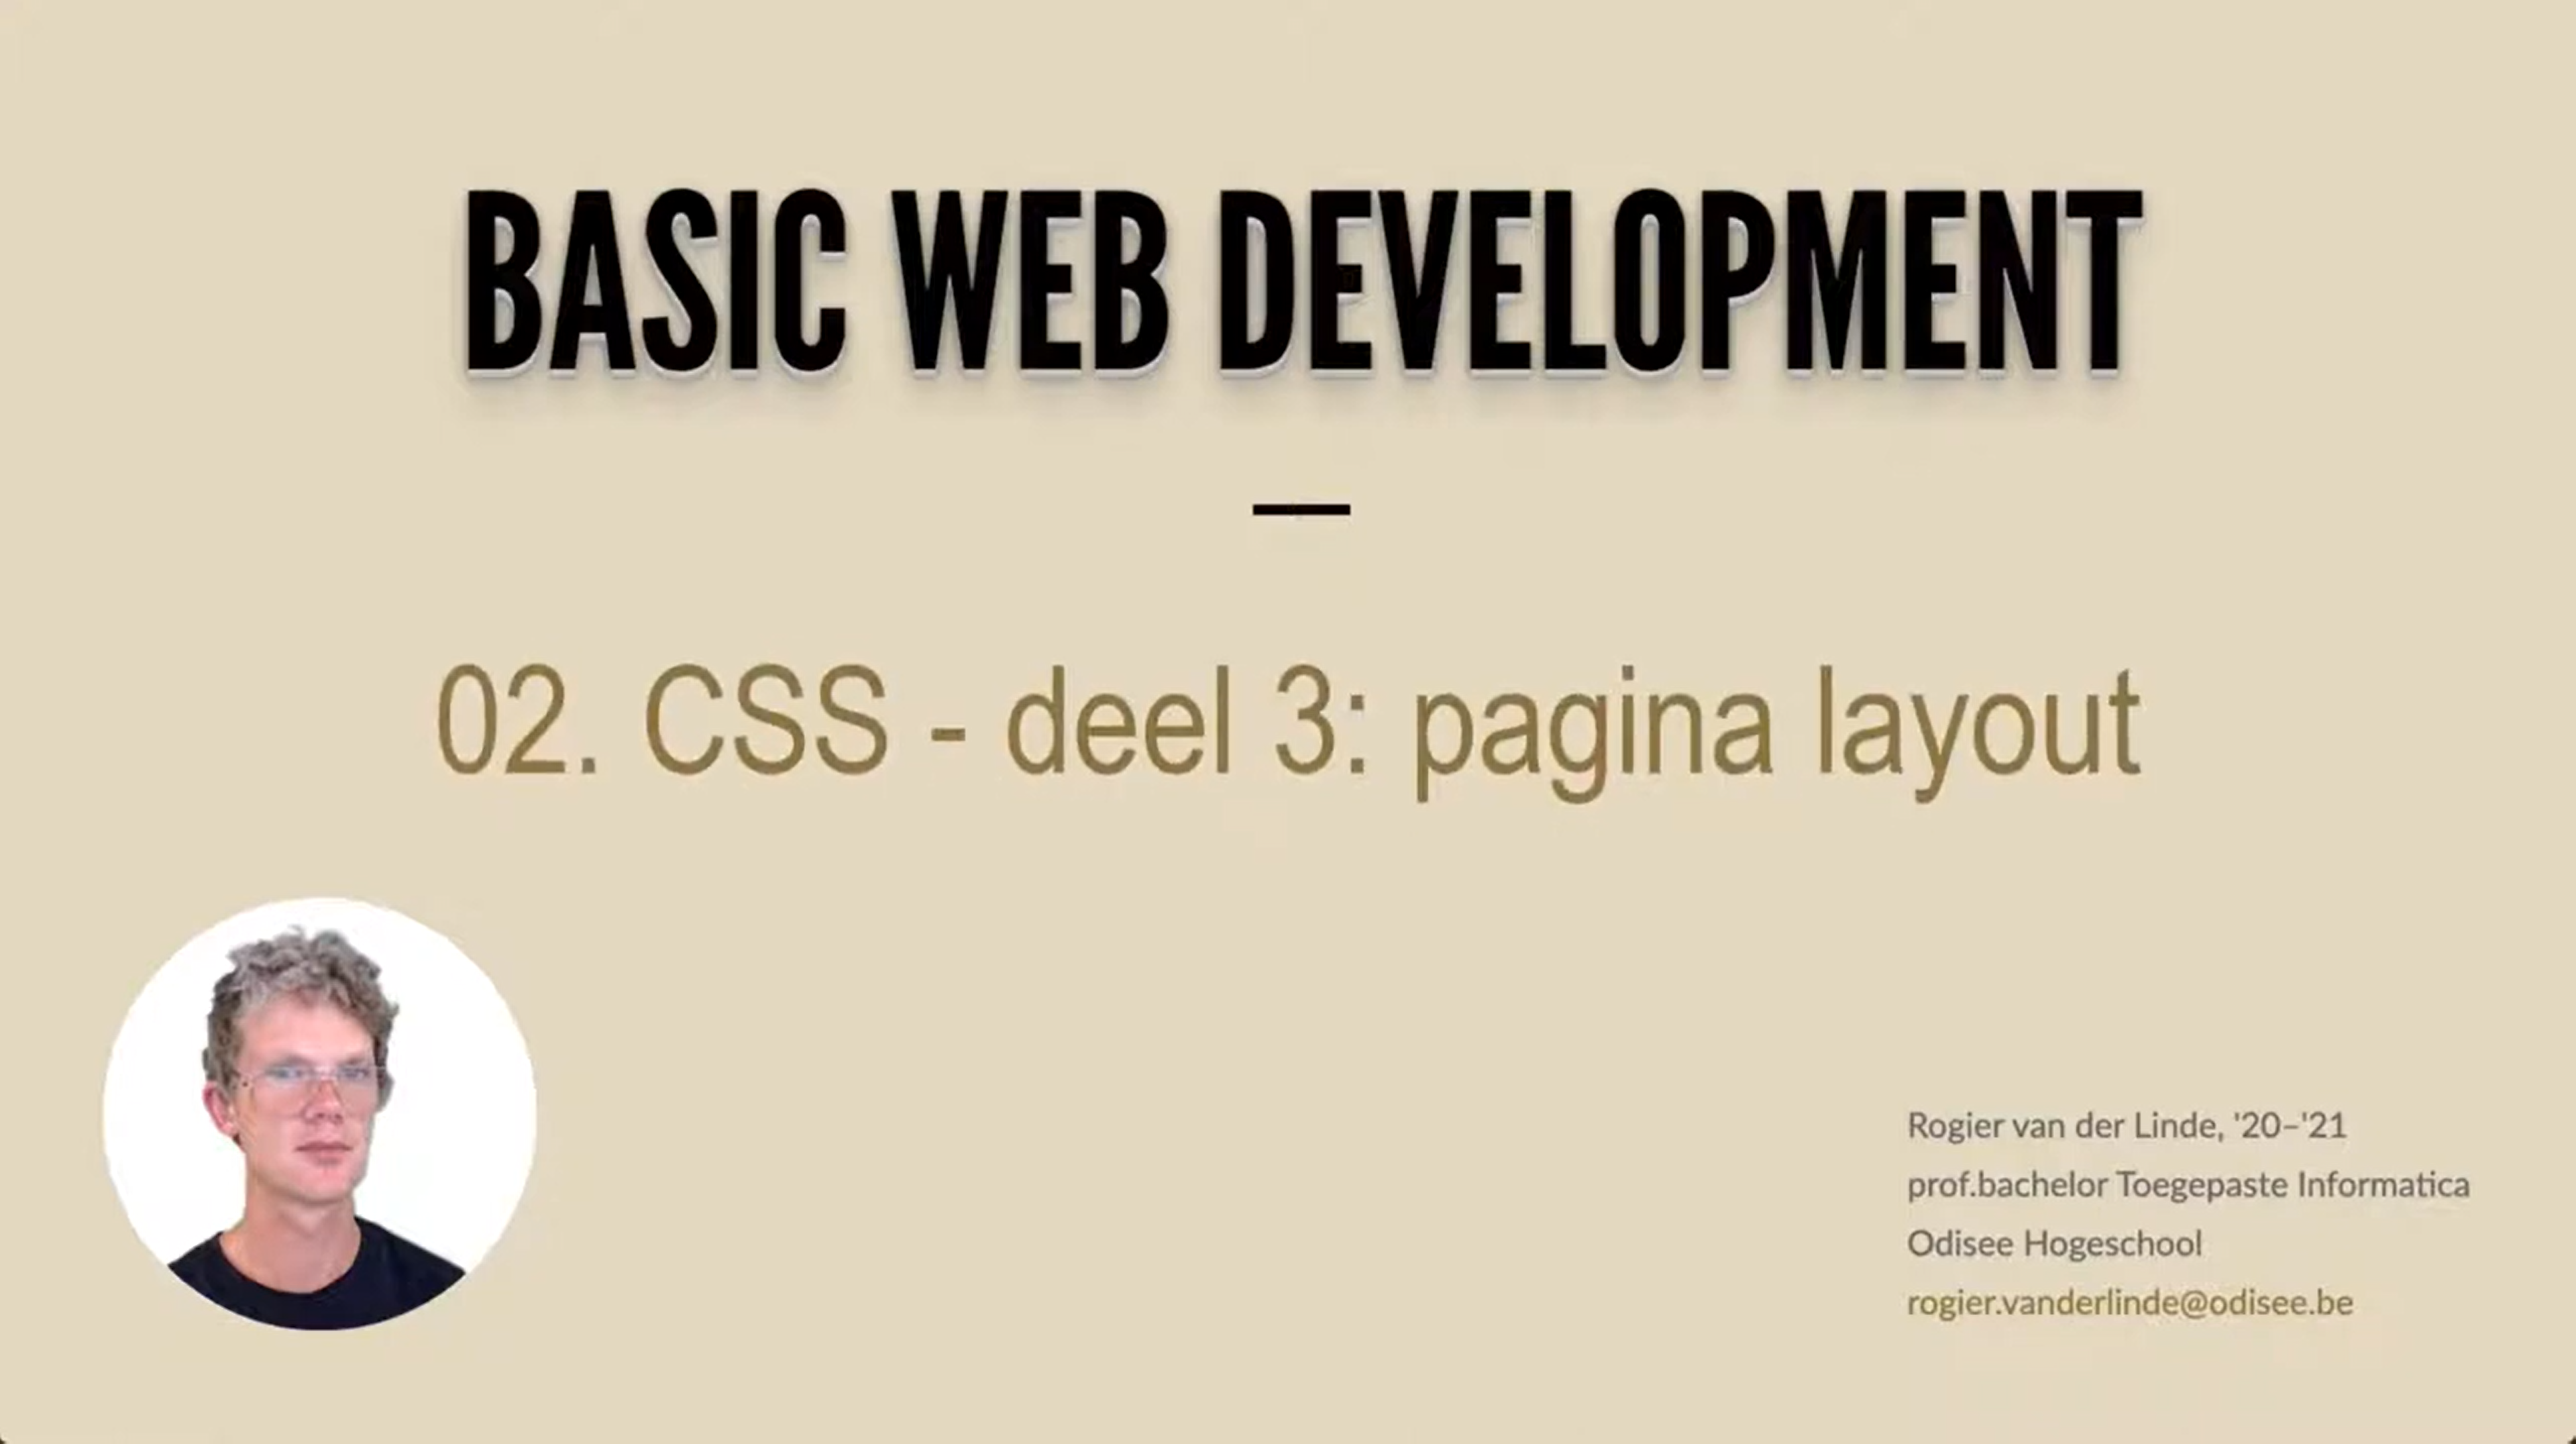 BASIC WEB DEVELOPMENT
02. CSS - deel 3: pagina layout
Rogier van der Linde, '20–'21
prof.bachelor Toegepaste Informatica
Odisee Hogeschool
rogier.vanderlinde@odisee.be